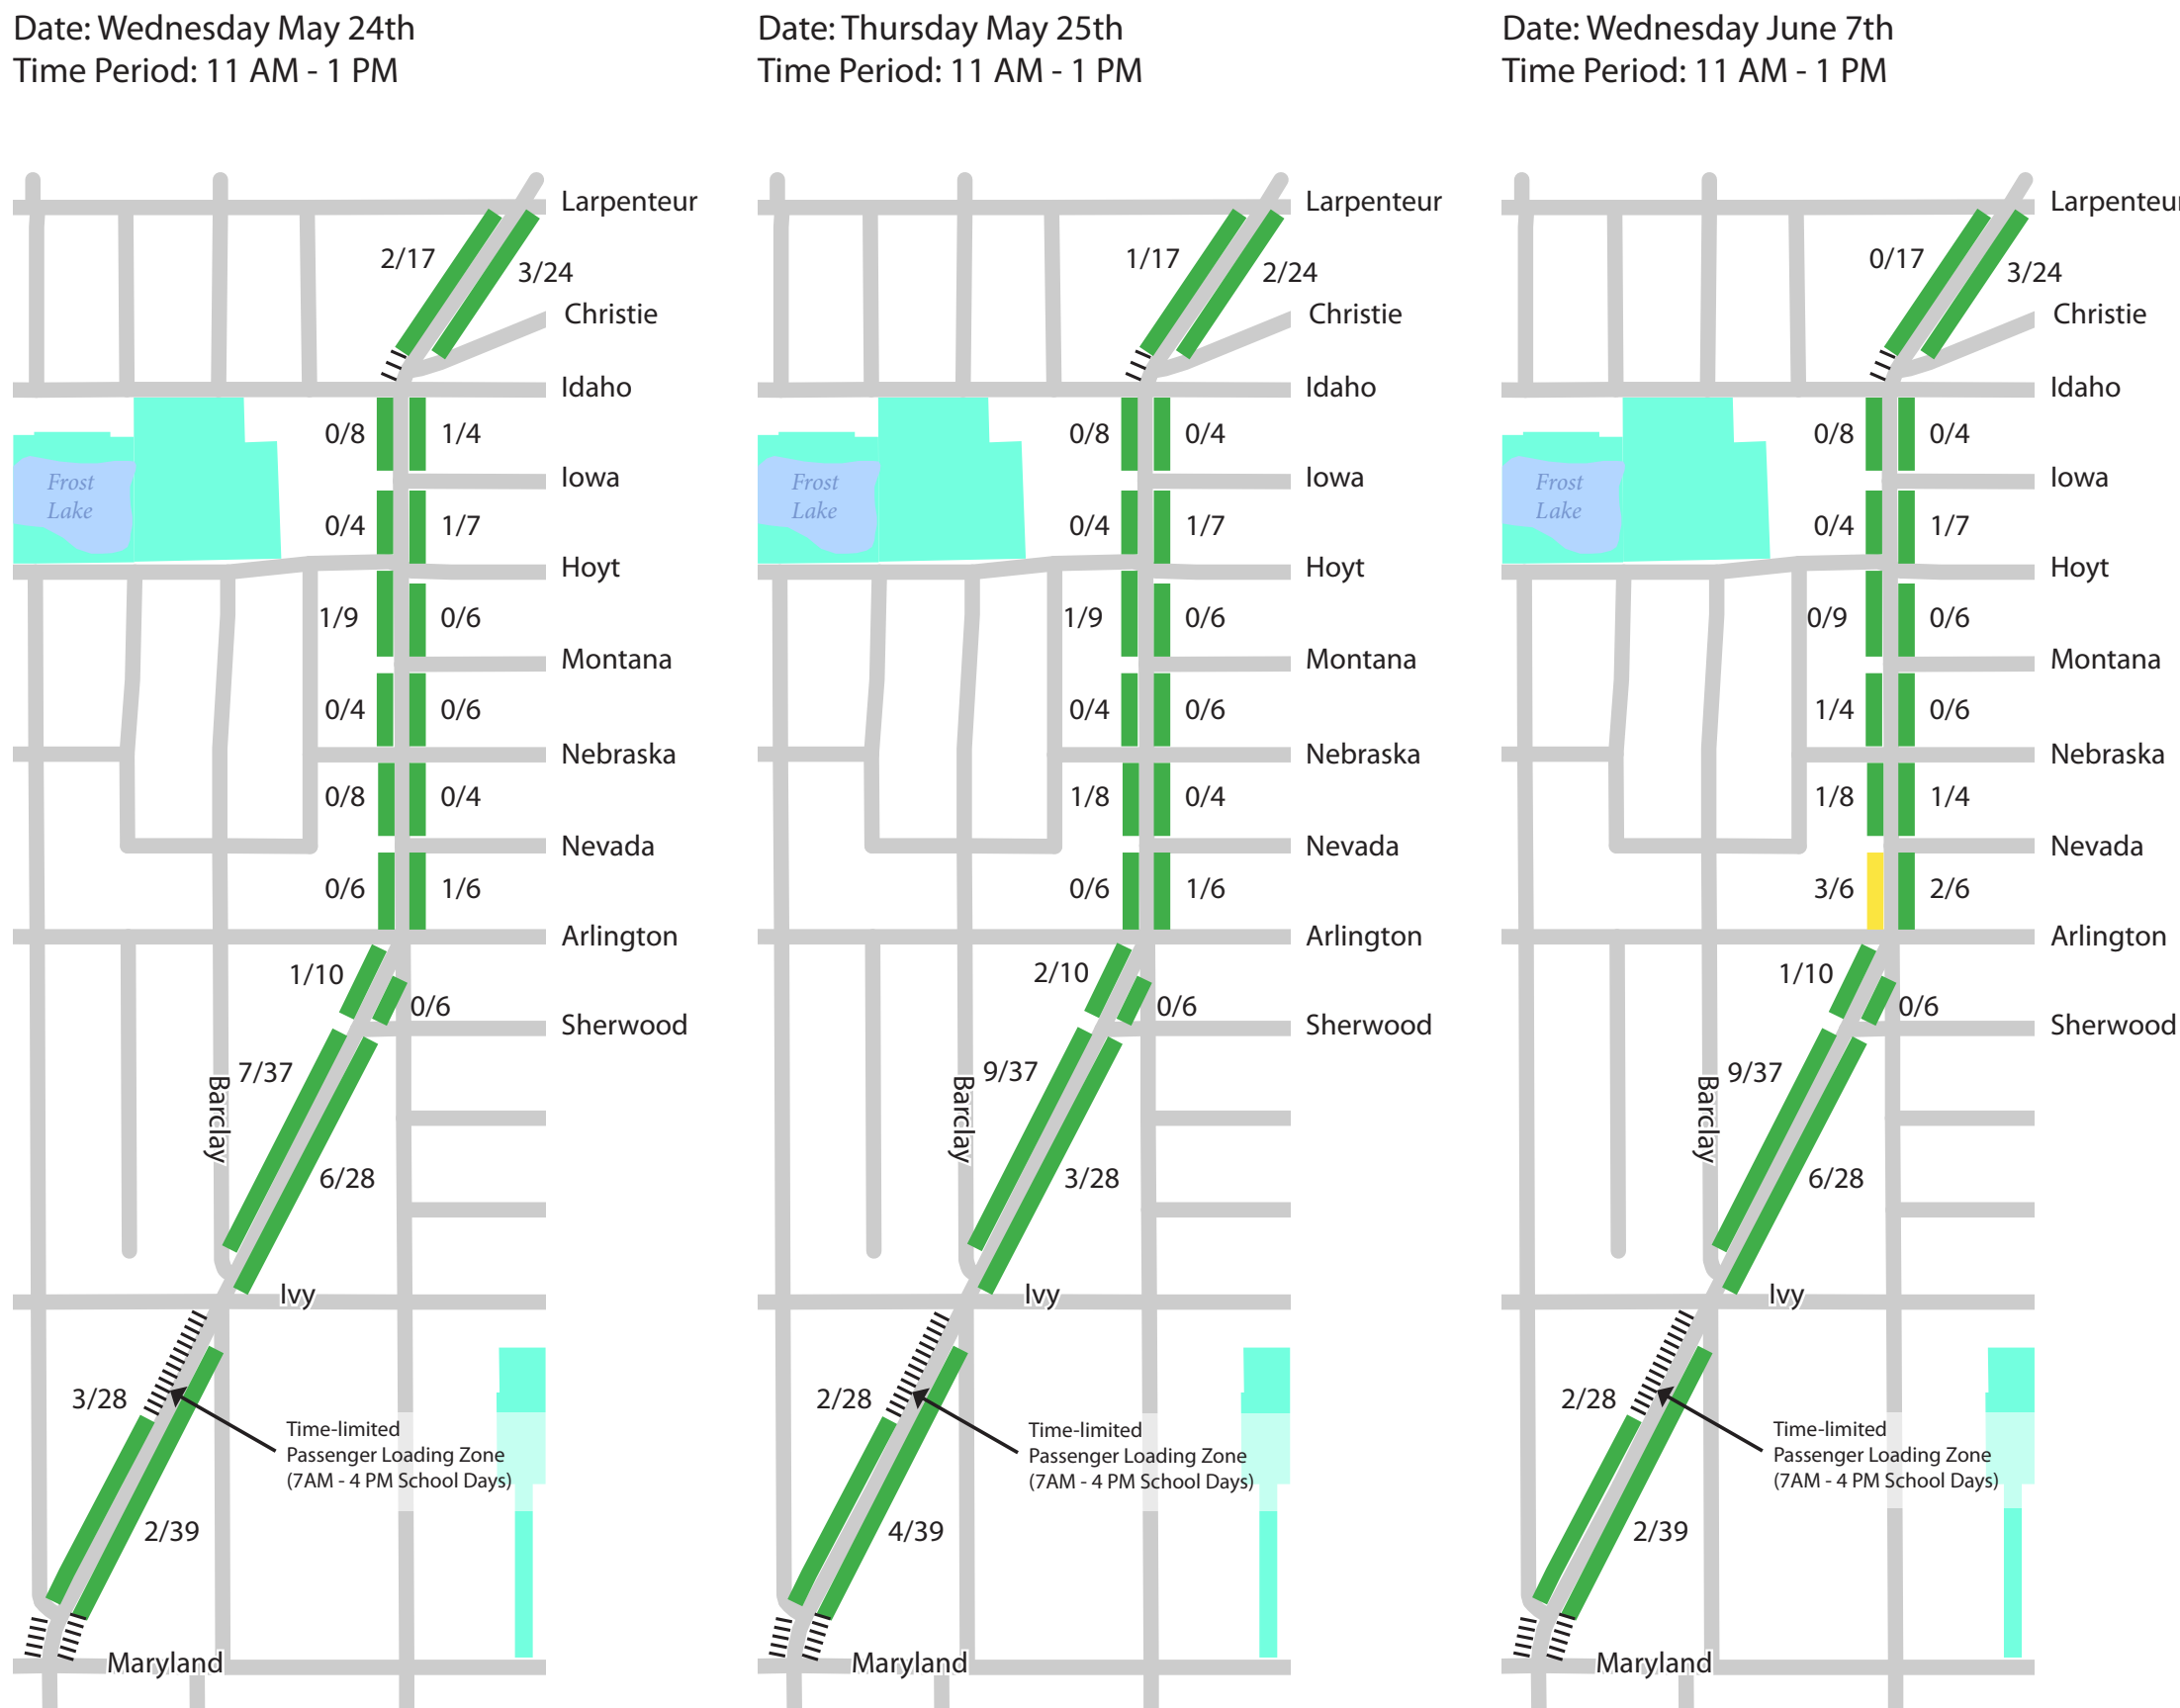 Date: Wednesday May 24th
Time Period: 11 AM - 1 PM
Larpenteur
2/17
3/24
Christie
Idaho
0/8
1/4
Frost
Lake
Iowa
0/4
1/7
Hoyt
1/9
0/6
Montana
0/4
0/6
Nebraska
0/8
0/4
Nevada
0/6
1/6
Arlington
1/10
0/6
Sherwood
7/37
Barclay
6/28
Ivy
3/28
Time-limited
Passenger Loading Zone
(7AM - 4 PM School Days)
2/39
Maryland
Date: Thursday May 25th
Time Period: 11 AM - 1 PM
Larpenteur
1/17
2/24
Christie
Idaho
0/8
0/4
Frost
Lake
Iowa
0/4
1/7
Hoyt
1/9
0/6
Montana
0/4
0/6
Nebraska
1/8
0/4
Nevada
0/6
1/6
Arlington
2/10
0/6
Sherwood
9/37
Barclay
3/28
Ivy
2/28
Time-limited
Passenger Loading Zone
(7AM - 4 PM School Days)
4/39
Maryland
Date: Wednesday June 7th
Time Period: 11 AM - 1 PM
Larpenteur
0/17
3/24
Christie
Idaho
0/8
0/4
Frost
Lake
Iowa
0/4
1/7
Hoyt
0/9
0/6
Montana
1/4
0/6
Nebraska
1/8
1/4
Nevada
3/6
2/6
Arlington
1/10
0/6
Sherwood
9/37
Barclay
6/28
Ivy
2/28
Time-limited
Passenger Loading Zone
(7AM - 4 PM School Days)
2/39
Maryland